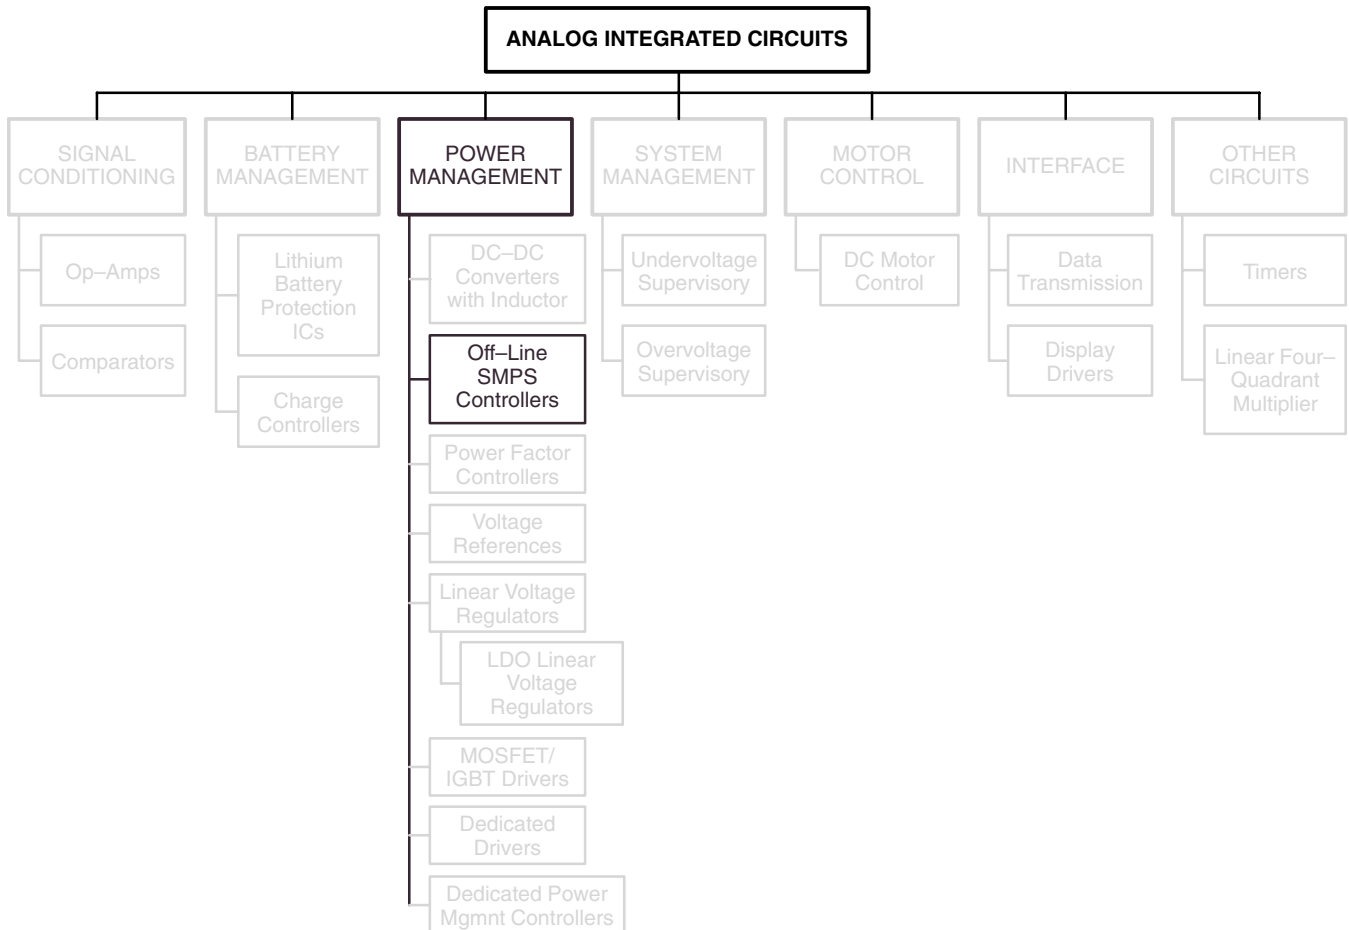 ANALOG INTEGRATED CIRCUITS
SIGNAL
CONDITIONING
Op–Amps
Comparators
BATTERY
MANAGEMENT
Lithium
Battery
Protection
ICs
Charge
Controllers
POWER
MANAGEMENT
DC–DC
Converters
with Inductor
Off–Line
SMPS
Controllers
Power Factor
Controllers
Voltage
References
Linear Voltage
Regulators
LDO Linear
Voltage
Regulators
MOSFET/
IGBT Drivers
Dedicated
Drivers
Dedicated Power
Mgmnt Controllers
SYSTEM
MANAGEMENT
Undervoltage
Supervisory
Overvoltage
Supervisory
MOTOR
CONTROL
DC Motor
Control
INTERFACE
Data
Transmission
Display
Drivers
OTHER
CIRCUITS
Timers
Linear Four–
Quadrant
Multiplier